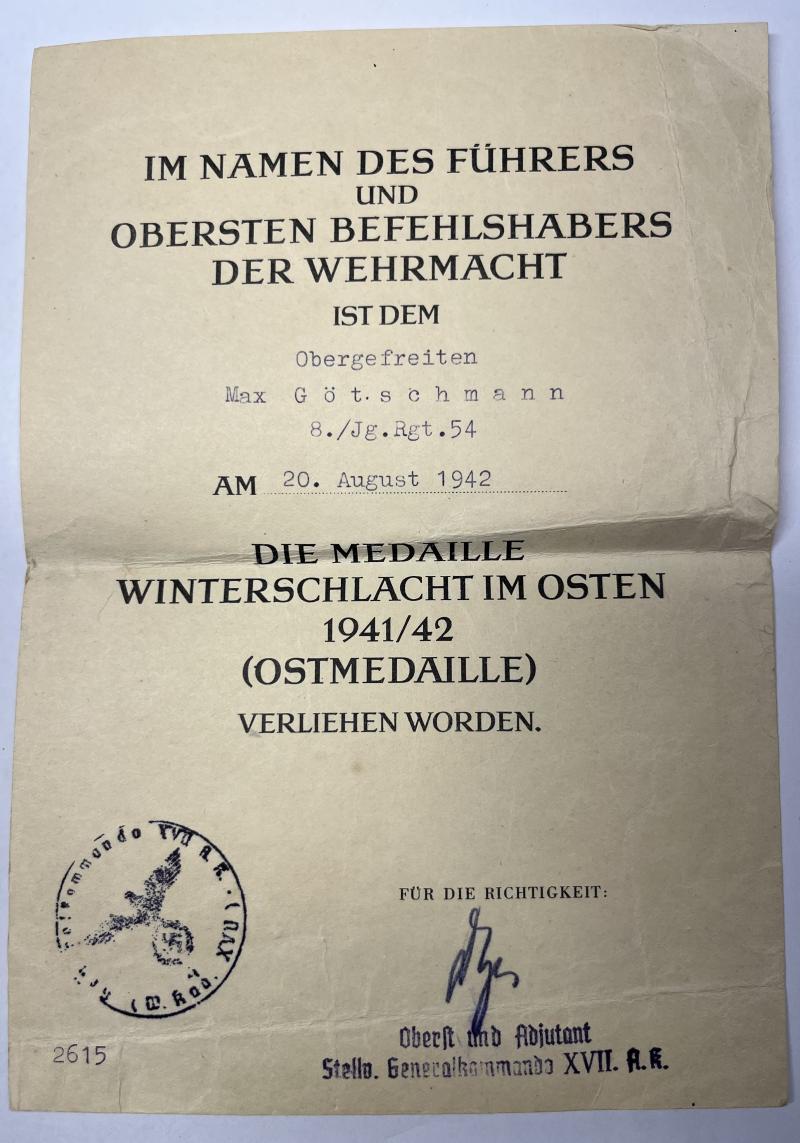 IM NAMEN DES FÜHRERS
UND
OBERSTEN BEFEHLSHABERS
DER WEHRMACHT
IST DEM
Obergefreiten
Max G ö t s c h m a n n
8./Jg.Rgt.54
AM 20. August 1942
DIE MEDAILLE
WINTERSCHLACHT IM OSTEN
1941/42
(OSTMEDAILLE)
VERLIEHEN WORDEN.
XVII A.K.
FÜR DIE RICHTIGKEIT:
Oberst und Adjutant
Stellv. Generalkommando XVII. A.K.
2615